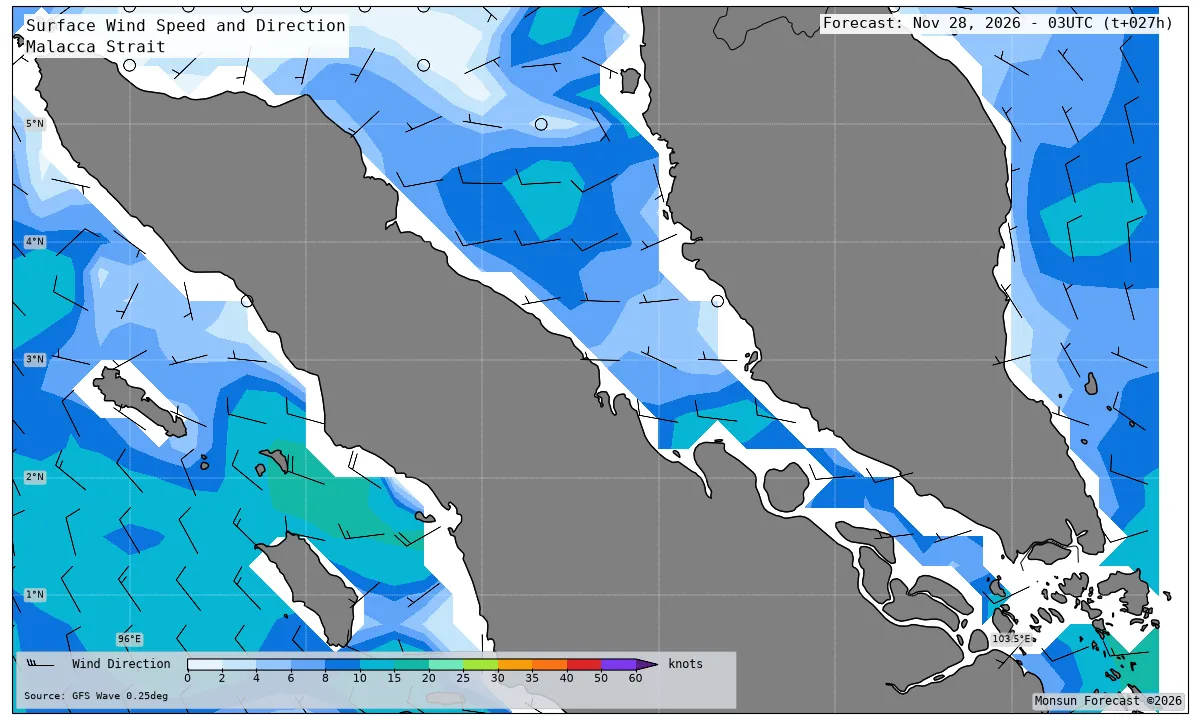 Surface Wind Speed and Direction
Malacca Strait
Forecast: Nov 28, 2026 - 03UTC (t+027h)
5°N
4°N
3°N
2°N
1°N
96°E
103.5°E
Wind Direction
knots
0 2 4 6 8 10 15 20 25 30 35 40 50 60
Source: GFS Wave 0.25deg
Monsun Forecast ©2026